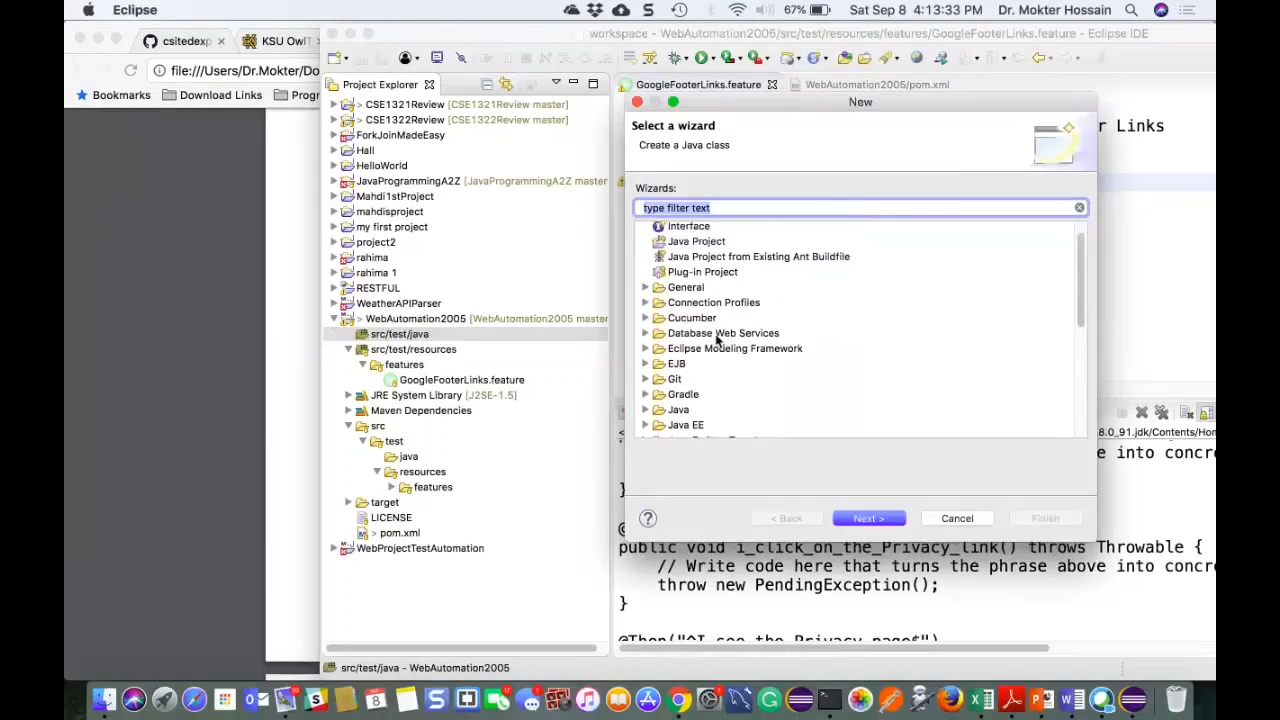 Eclipse
67%
Sat Sep 8 4:13:33 PM
Dr. Mokter Hossain
csitedexp
KSU OwlT
workspace - WebAutomation2005/src/test/resources/features/GoogleFooterLinks.feature - Eclipse IDE
file:///Users/Dr.Mokter/Do
Bookmarks
Download Links
Progr
Project Explorer
GoogleFooterLinks.feature
WebAutomation2005/pom.xml
> CSE1321Review [CSE1321Review master]
> CSE1322Review [CSE1322Review master]
ForkJoinMadeEasy
Hall
HelloWorld
JavaProgrammingA2Z [JavaProgrammingA2Z master
Mahdi1stProject
mahdisproject
my first project
project2
rahima
rahima 1
RESTFUL
WeatherAPIParser
> WebAutomation2005 [WebAutomation2005 master
src/test/java
src/test/resources
features
GoogleFooterLinks.feature
JRE System Library [J2SE-1.5]
Maven Dependencies
src
test
java
resources
features
target
LICENSE
> pom.xml
WebProjectTestAutomation
New
Select a wizard
Create a Java class
r Links
Wizards:
type filter text
Interface
Java Project
Java Project from Existing Ant Buildfile
Plug-in Project
General
Connection Profiles
Cucumber
Database Web Services
Eclipse Modeling Framework
EJB
Git
Gradle
Java
Java EE
< Back
Next >
Cancel
Finish
8.0_91.jdk/Contents/Hom
e into concr
}
@
public void i_click_on_the_Privacy_link() throws Throwable {
// Write code here that turns the phrase above into concr
throw new PendingException();
}
@Then("^I see the Privacy page$")
src/test/java - WebAutomation2005